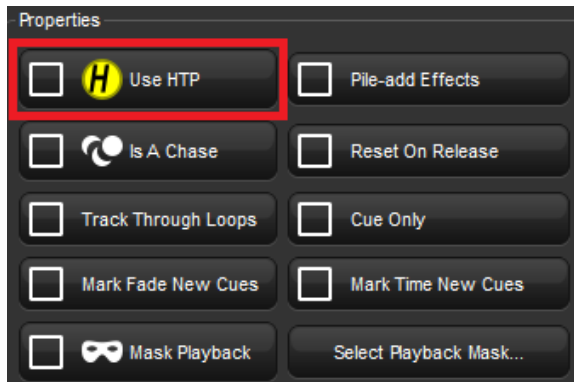 Properties
H Use HTP
Pile-add Effects
Is A Chase
Reset On Release
Track Through Loops
Cue Only
Mark Fade New Cues
Mark Time New Cues
Mask Playback
Select Playback Mask...